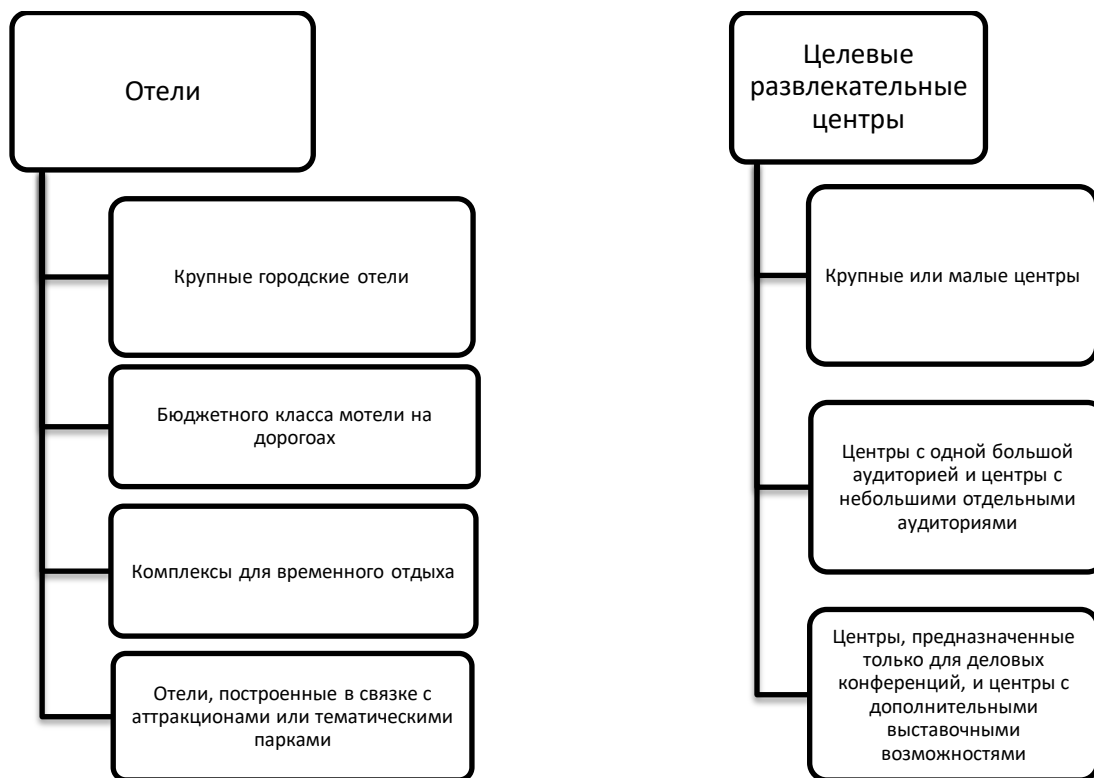 Отели
Крупные городские отели
Бюджетного класса мотели на
дорогоах
Комплексы для временного отдыха
Отели, построенные в связке с
аттракционами или тематическими
парками
Целевые
развлекательные
центры
Крупные или малые центры
Центры с одной большой
аудиторией и центры с
небольшими отдельными
аудиториями
Центры, предназначенные
только для деловых
конференций, и центры с
дополнительными
выставочными
возможностями